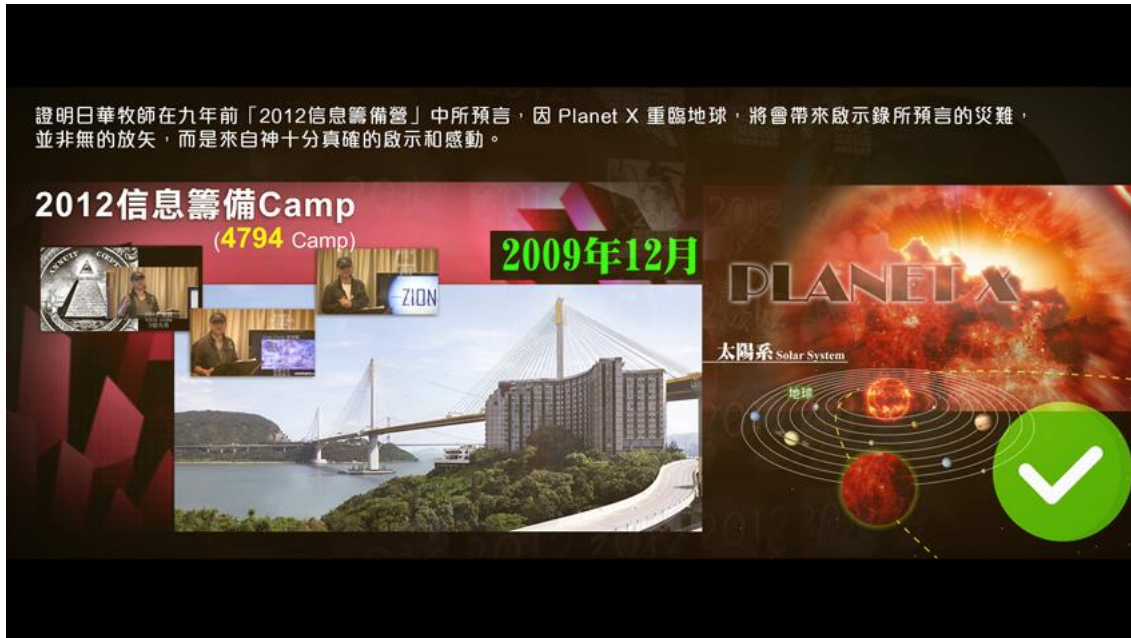 證明日華牧師在九年前「2012信息籌備營」中所預言，因 Planet X 重臨地球，將會帶來啟示錄所預言的災難，
並非無的放矢，而是來自神十分真確的啟示和感動。
2012信息籌備Camp
(4794 Camp)
2009年12月
ANNUIT CŒPT
ZION
PLANET X
太陽系 Solar System
地球